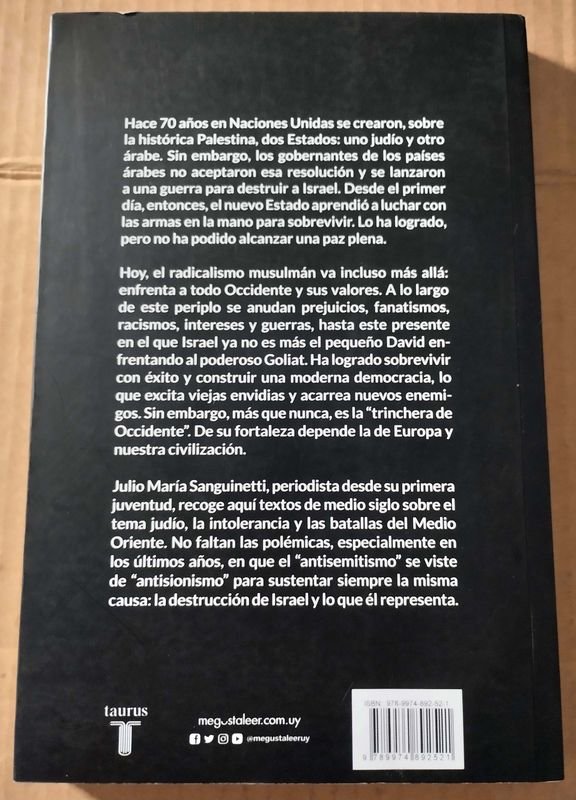 Hace 70 años en Naciones Unidas se crearon, sobre
la histórica Palestina, dos Estados: uno judío y otro
árabe. Sin embargo, los gobernantes de los países
árabes no aceptaron esa resolución y se lanzaron
a una guerra para destruir a Israel. Desde el primer
día, entonces, el nuevo Estado aprendió a luchar con
las armas en la mano para sobrevivir. Lo ha logrado,
pero no ha podido alcanzar una paz plena.
Hoy, el radicalismo musulmán va incluso más allá:
enfrenta a todo Occidente y sus valores. A lo largo
de este periplo se anudan prejuicios, fanatismos,
racismos, intereses y guerras, hasta este presente
en el que Israel ya no es más el pequeño David en-
frentando al poderoso Goliat. Ha logrado sobrevivir
con éxito y construir una moderna democracia, lo
que excita viejas envidias y acarrea nuevos enemi-
gos. Sin embargo, más que nunca, es la “trinchera de
Occidente”. De su fortaleza depende la de Europa y
nuestra civilización.
Julio María Sanguinetti, periodista desde su primera
juventud, recoge aquí textos de medio siglo sobre el
tema judío, la intolerancia y las batallas del Medio
Oriente. No faltan las polémicas, especialmente en
los últimos años, en que el “antisemitismo” se viste
de “antisionismo” para sustentar siempre la misma
causa: la destrucción de Israel y lo que él representa.
taurus
megustaleer.com.uy
@megustaleeruy
ISBN: 978-9974-892-52-1
9 789974 892521